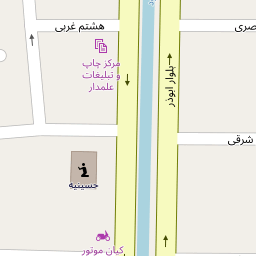 هشتم غربی
صری
مرکز چاپ
و تبلیغات
علمدار
بلوار ابوذر
شرقی
حسینیه
کیان موتور